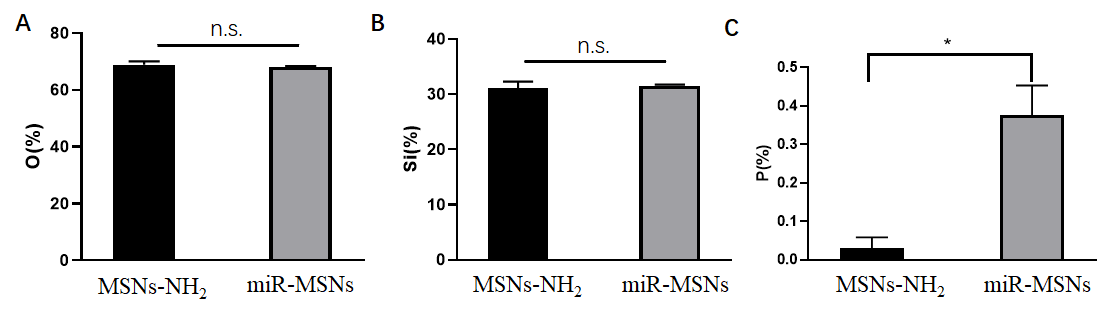 A
n.s.
80
60
40
20
0
O(%)
MSNs-NH2
miR-MSNs
B
n.s.
40
30
20
10
0
Si(%)
MSNs-NH2
miR-MSNs
C
*
0.5
0.4
0.3
0.2
0.1
0.0
P(%)
MSNs-NH2
miR-MSNs